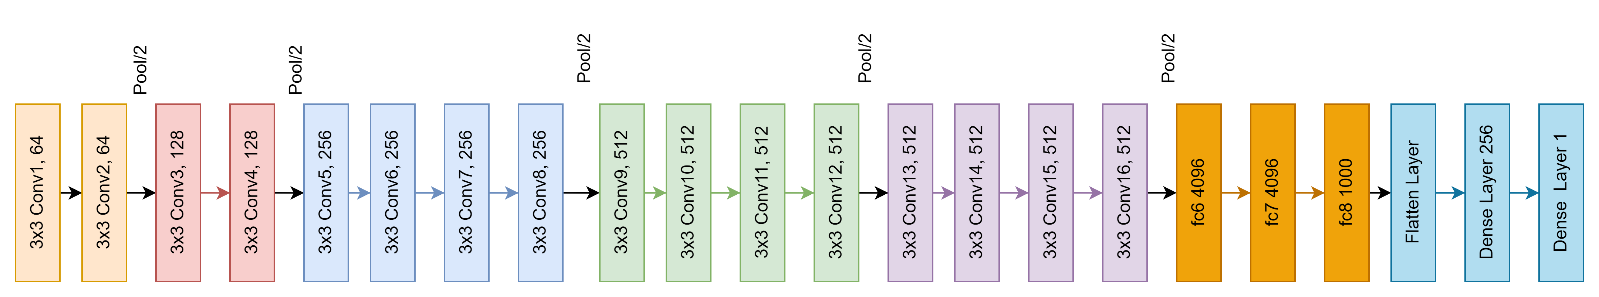 3x3 Conv1, 64
3x3 Conv2, 64
Pool/2
3x3 Conv3, 128
3x3 Conv4, 128
Pool/2
3x3 Conv5, 256
3x3 Conv6, 256
3x3 Conv7, 256
3x3 Conv8, 256
Pool/2
3x3 Conv9, 512
3x3 Conv10, 512
3x3 Conv11, 512
3x3 Conv12, 512
Pool/2
3x3 Conv13, 512
3x3 Conv14, 512
3x3 Conv15, 512
3x3 Conv16, 512
Pool/2
fc6 4096
fc7 4096
fc8 1000
Flatten Layer
Dense Layer 256
Dense Layer 1